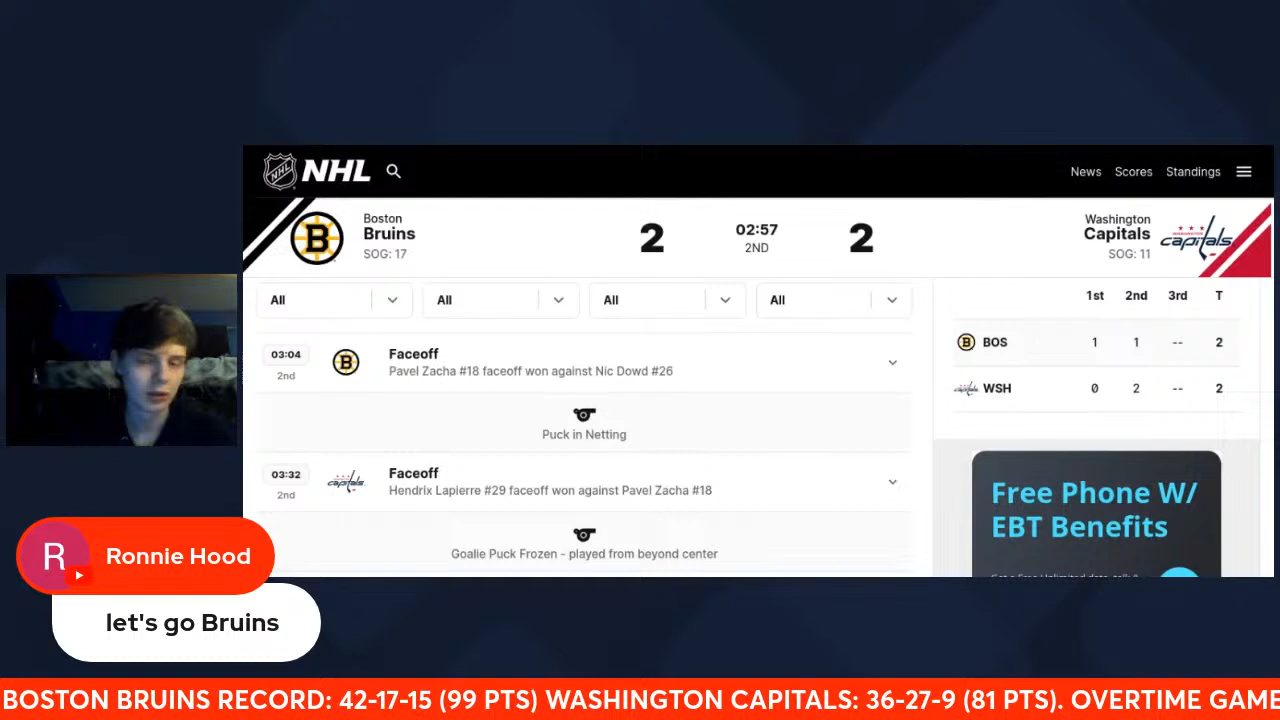 NHL
News Scores Standings
Boston
Bruins
SOG: 17
2
02:57
2ND
2
Washington
Capitals
SOG: 11
capitals
B
All All All All
1st 2nd 3rd T
B BOS 1 1 -- 2
capitals WSH 0 2 -- 2
03:04
2nd
B
Faceoff
Pavel Zacha #18 faceoff won against Nic Dowd #26
Puck in Netting
03:32
2nd
capitals
Faceoff
Hendrix Lapierre #29 faceoff won against Pavel Zacha #18
Goalie Puck Frozen - played from beyond center
Free Phone W/
EBT Benefits
R
Ronnie Hood
let's go Bruins
BOSTON BRUINS RECORD: 42-17-15 (99 PTS) WASHINGTON CAPITALS: 36-27-9 (81 PTS). OVERTIME GAME